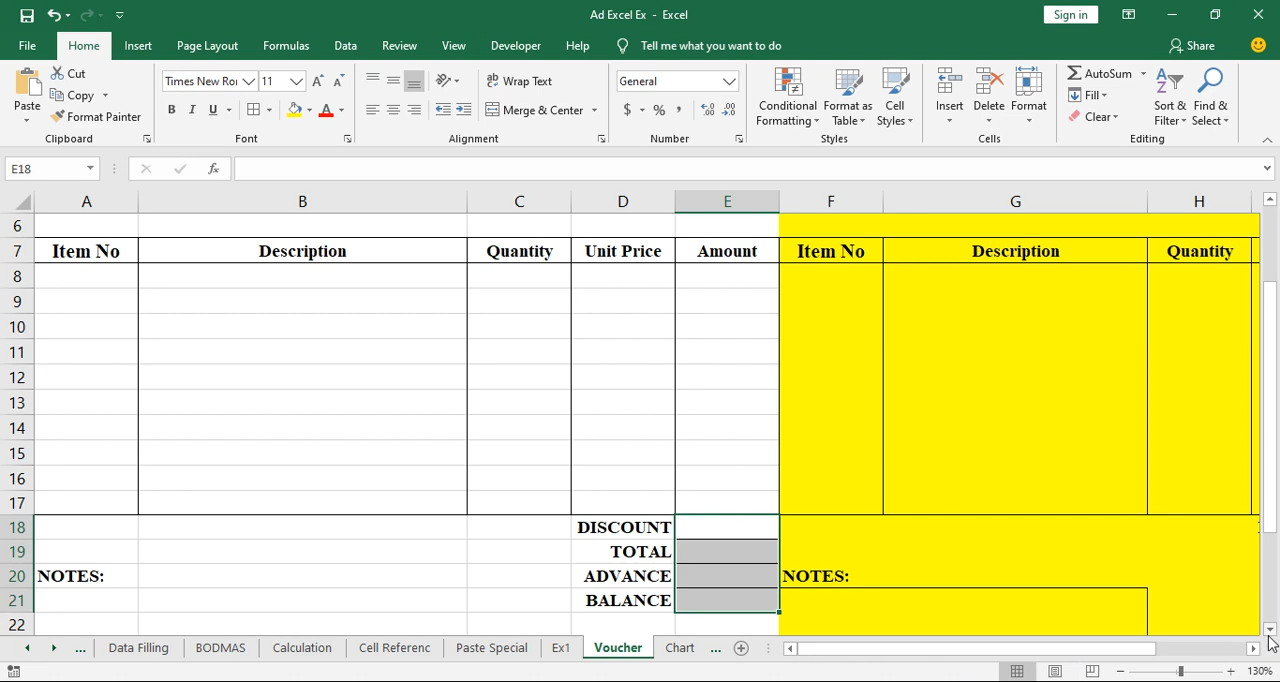 Ad Excel Ex - Excel
Sign in
File Home Insert Page Layout Formulas Data Review View Developer Help Tell me what you want to do Share
Paste Cut Copy Format Painter Clipboard
Times New Ror 11 B I U A Font
Wrap Text Merge & Center Alignment
General $ % , Number
Conditional Formatting Format as Table Cell Styles Styles
Insert Delete Format Cells
AutoSum Fill Clear Sort & Filter Find & Select Editing
E18 fx
A B C D E F G H
6
7 Item No Description Quantity Unit Price Amount Item No Description Quantity
8
9
10
11
12
13
14
15
16
17
18 DISCOUNT
19 TOTAL
20 NOTES: ADVANCE NOTES:
21 BALANCE
22
... Data Filling BODMAS Calculation Cell Referenc Paste Special Ex1 Voucher Chart ...
130%